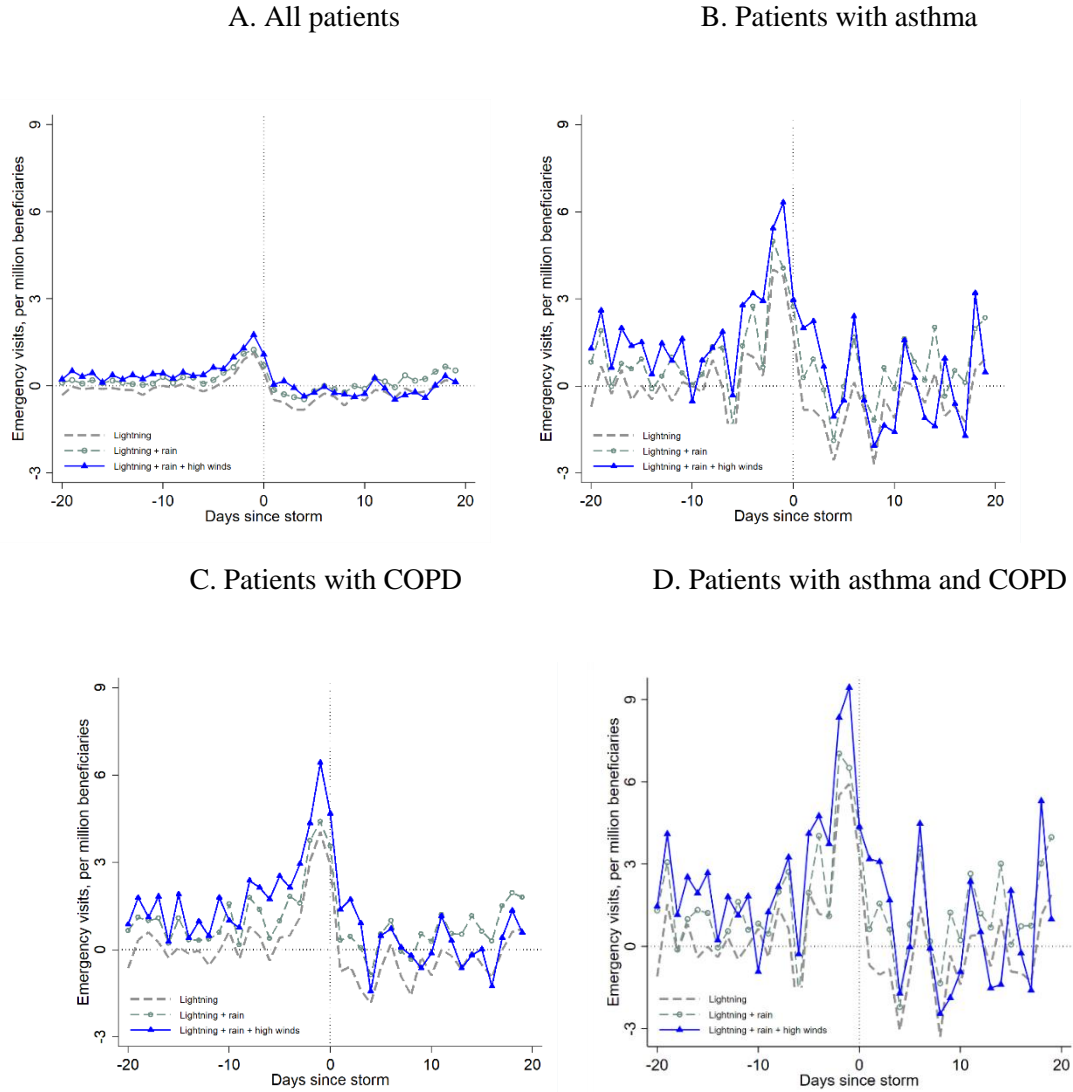 A. All patients
B. Patients with asthma
Emergency visits, per million beneficiaries
9
6
3
0
-3
Lightning
Lightning + rain
Lightning + rain + high winds
-20
-10
0
10
20
Days since storm
Emergency visits, per million beneficiaries
9
6
3
0
-3
Lightning
Lightning + rain
Lightning + rain + high winds
-20
-10
0
10
20
Days since storm
C. Patients with COPD
D. Patients with asthma and COPD
Emergency visits, per million beneficiaries
9
6
3
0
-3
Lightning
Lightning + rain
Lightning + rain + high winds
-20
-10
0
10
20
Days since storm
Emergency visits, per million beneficiaries
9
6
3
0
-3
Lightning
Lightning + rain
Lightning + rain + high winds
-20
-10
0
10
20
Days since storm